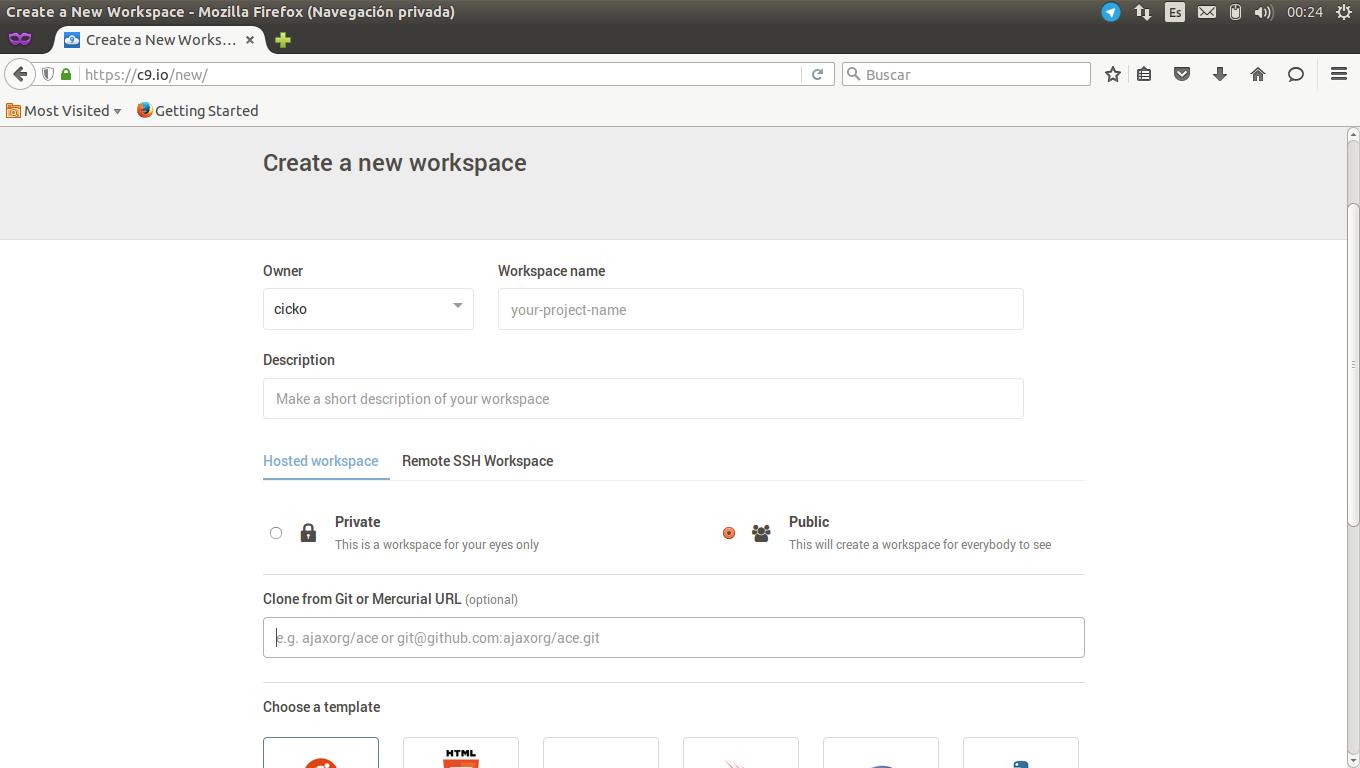 Create a New Workspace - Mozilla Firefox (Navegación privada)
Es
00:24
Create a New Works...
https://c9.io/new/
Buscar
Most Visited
Getting Started
Create a new workspace
Owner
Workspace name
cicko
your-project-name
Description
Make a short description of your workspace
Hosted workspace
Remote SSH Workspace
Private
Public
This is a workspace for your eyes only
This will create a workspace for everybody to see
Clone from Git or Mercurial URL (optional)
e.g. ajaxorg/ace or git@github.com:ajaxorg/ace.git
Choose a template
HTML